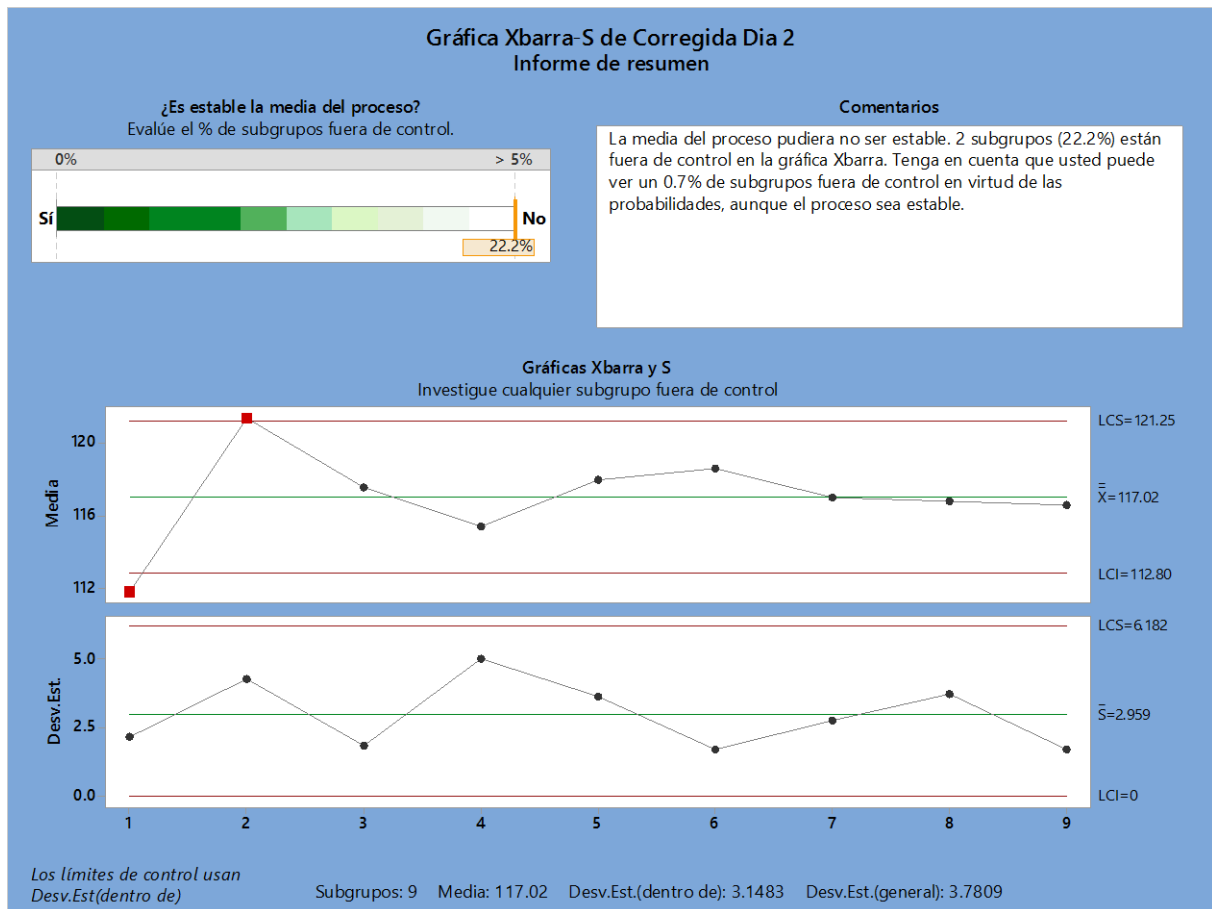 Gráfica Xbarra-S de Corregida Dia 2
Informe de resumen
¿Es estable la media del proceso?
Evalúe el % de subgrupos fuera de control.
0%
> 5%
Sí
No
22.2%
Comentarios
La media del proceso pudiera no ser estable. 2 subgrupos (22.2%) están
fuera de control en la gráfica Xbarra. Tenga en cuenta que usted puede
ver un 0.7% de subgrupos fuera de control en virtud de las
probabilidades, aunque el proceso sea estable.
Gráficas Xbarra y S
Investigue cualquier subgrupo fuera de control
Media
120
116
112
LCS=121.25
X̿=117.02
LCI=112.80
Desv.Est.
5.0
2.5
0.0
LCS=6.182
S̄=2.959
LCI=0
1 2 3 4 5 6 7 8 9
Los límites de control usan
Desv.Est(dentro de)
Subgrupos: 9 Media: 117.02 Desv.Est.(dentro de): 3.1483 Desv.Est.(general): 3.7809